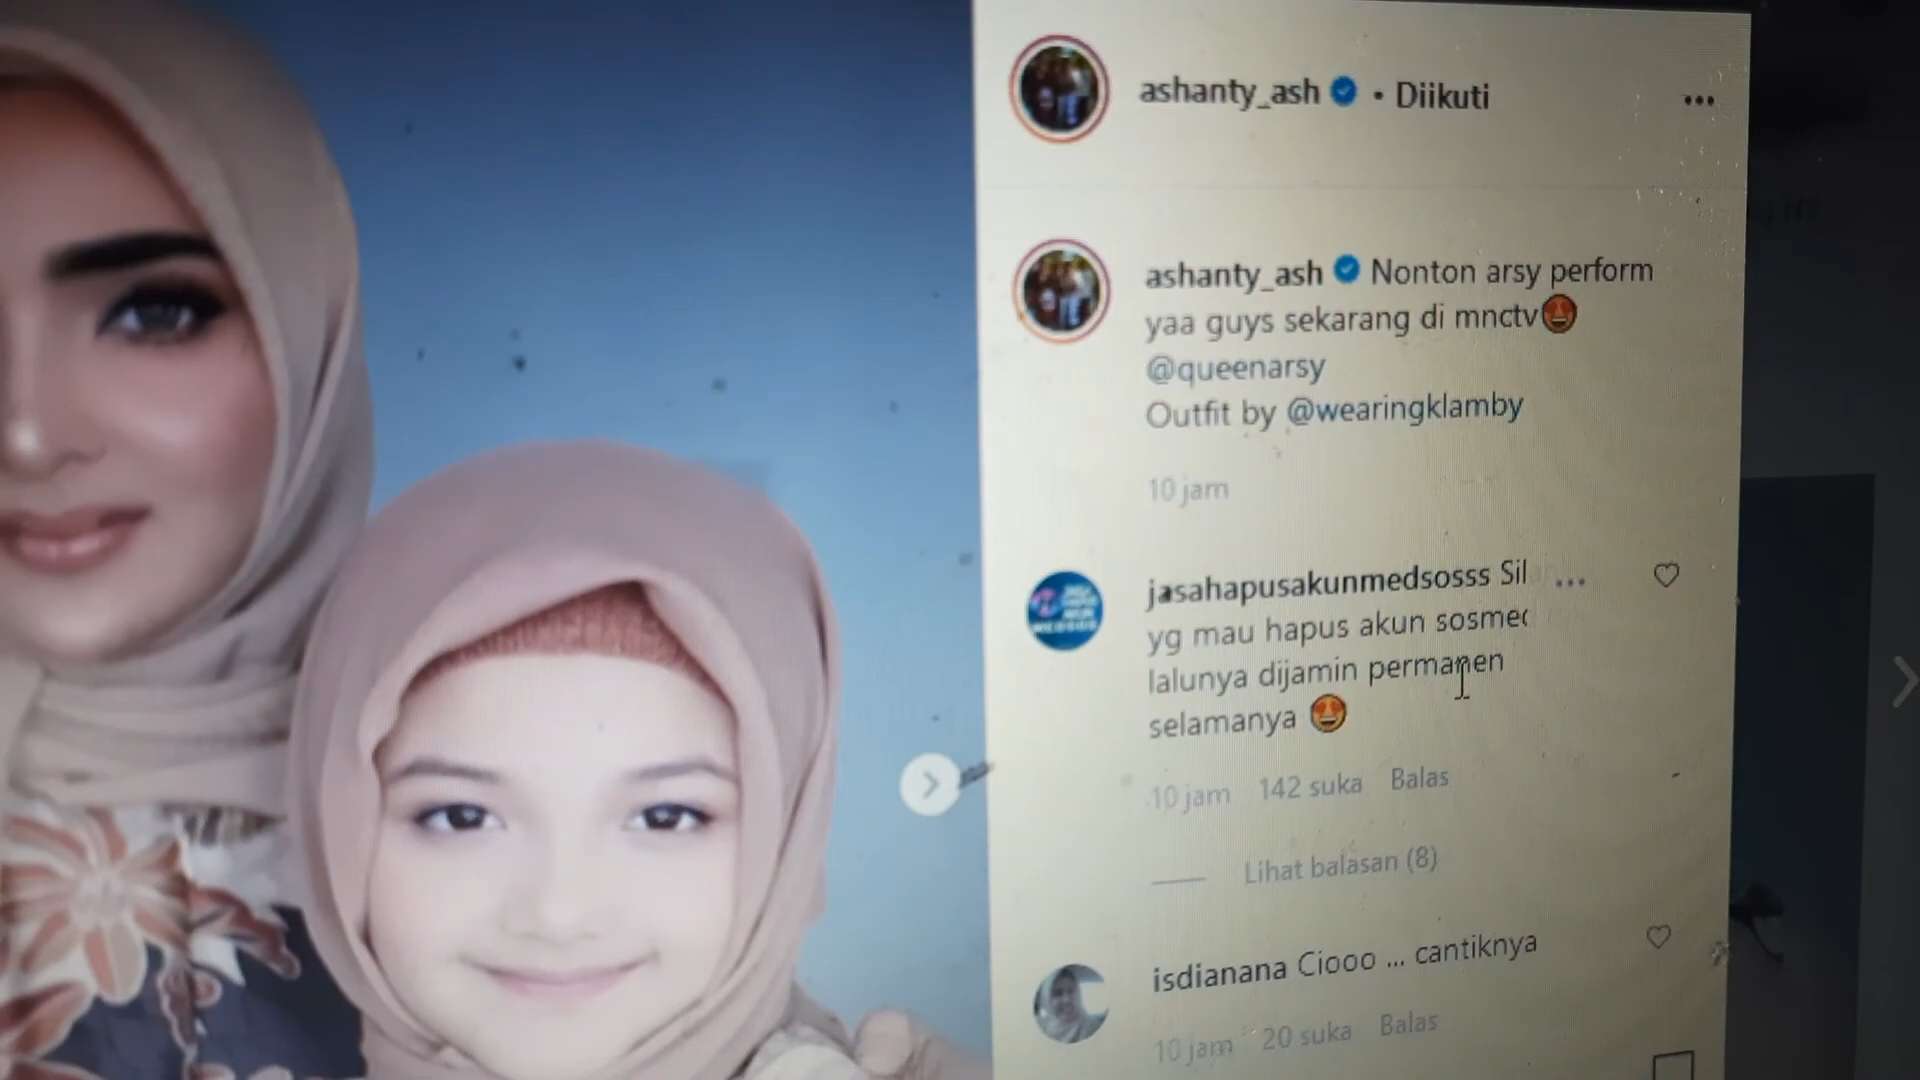 ashanty_ash • Diikuti
ashanty_ash Nonton arsy perform
yaa guys sekarang di mnctv😍
@queenarsy
Outfit by @wearingklamby
10 jam
jasahapusakunmedsosss Sil ...
yg mau hapus akun sosmed
lalunya dijamin permanen
selamanya 😍
10 jam 142 suka Balas
Lihat balasan (8)
isdianana Ciooo ... cantiknya
10 jam 20 suka Balas